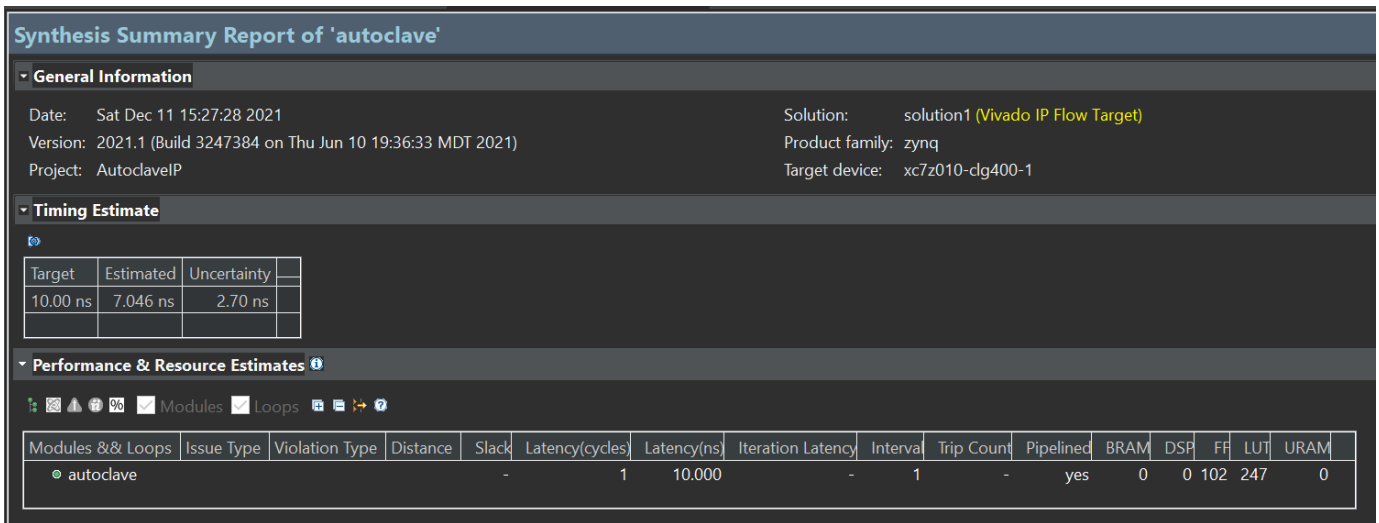 Synthesis Summary Report of 'autoclave'
General Information
Date: Sat Dec 11 15:27:28 2021
Version: 2021.1 (Build 3247384 on Thu Jun 10 19:36:33 MDT 2021)
Project: AutoclaveIP
Solution: solution1 (Vivado IP Flow Target)
Product family: zynq
Target device: xc7z010-clg400-1
Timing Estimate
Target Estimated Uncertainty
10.00 ns 7.046 ns 2.70 ns
Performance & Resource Estimates
% Modules Loops
Modules && Loops Issue Type Violation Type Distance Slack Latency(cycles) Latency(ns) Iteration Latency Interval Trip Count Pipelined BRAM DSP FF LUT URAM
autoclave - 1 10.000 - 1 - yes 0 0 102 247 0